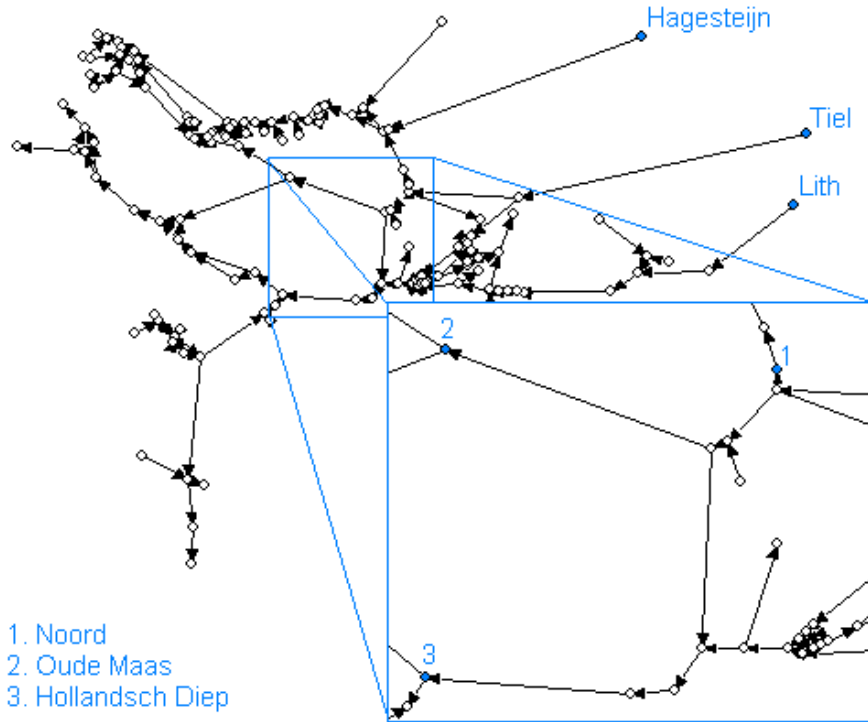 Hagesteijn
Tiel
Lith
2
1
3
1. Noord
2. Oude Maas
3. Hollandsch Diep